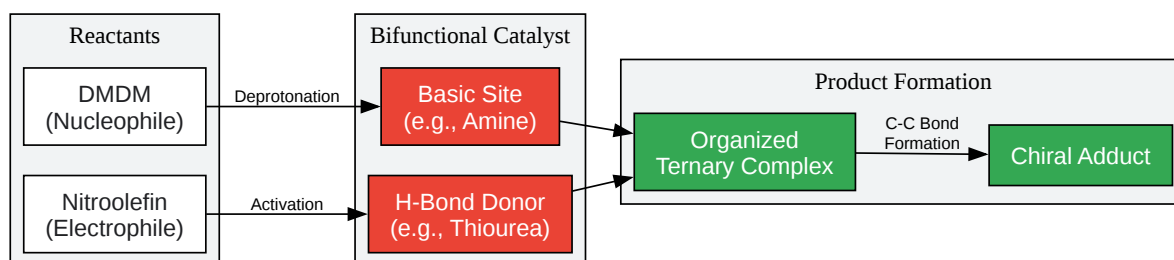 Reactants
DMDM
(Nucleophile)
Nitroolefin
(Electrophile)
Deprotonation
Activation
Bifunctional Catalyst
Basic Site
(e.g., Amine)
H-Bond Donor
(e.g., Thiourea)
Product Formation
Organized
Ternary Complex
C-C Bond
Formation
Chiral Adduct